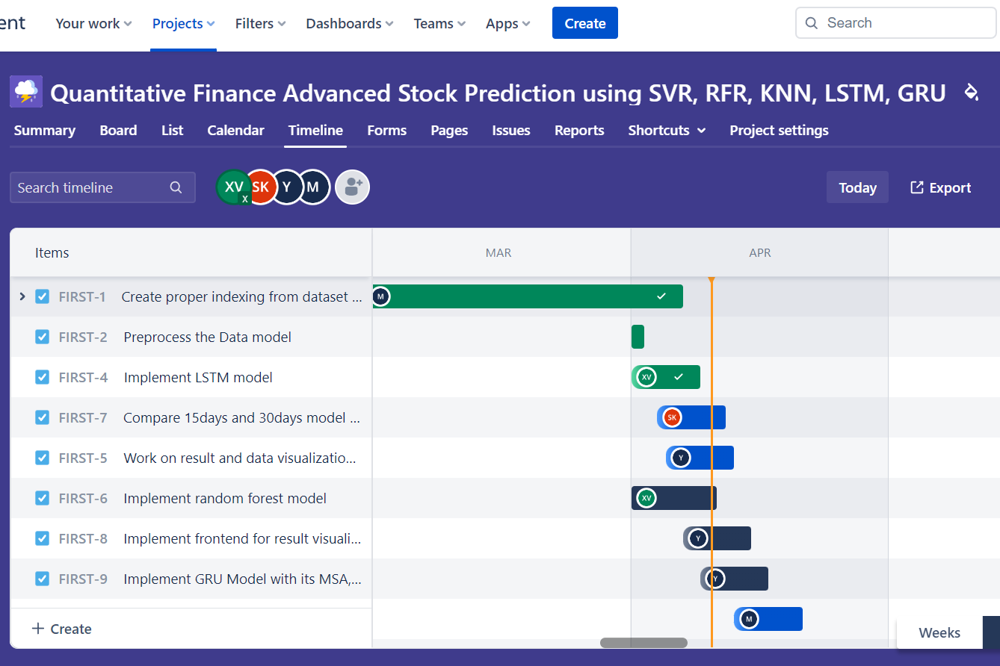 ent Your work Projects Filters Dashboards Teams Apps Create Search
Quantitative Finance Advanced Stock Prediction using SVR, RFR, KNN, LSTM, GRU
Summary Board List Calendar Timeline Forms Pages Issues Reports Shortcuts Project settings
Search timeline XV X SK Y M Today Export
Items MAR APR
FIRST-1 Create proper indexing from dataset ... M
FIRST-2 Preprocess the Data model
FIRST-4 Implement LSTM model XV
FIRST-7 Compare 15days and 30days model ... SK
FIRST-5 Work on result and data visualizatio... Y
FIRST-6 Implement random forest model XV
FIRST-8 Implement frontend for result visuali... Y
FIRST-9 Implement GRU Model with its MSA,... Y
M
+ Create Weeks